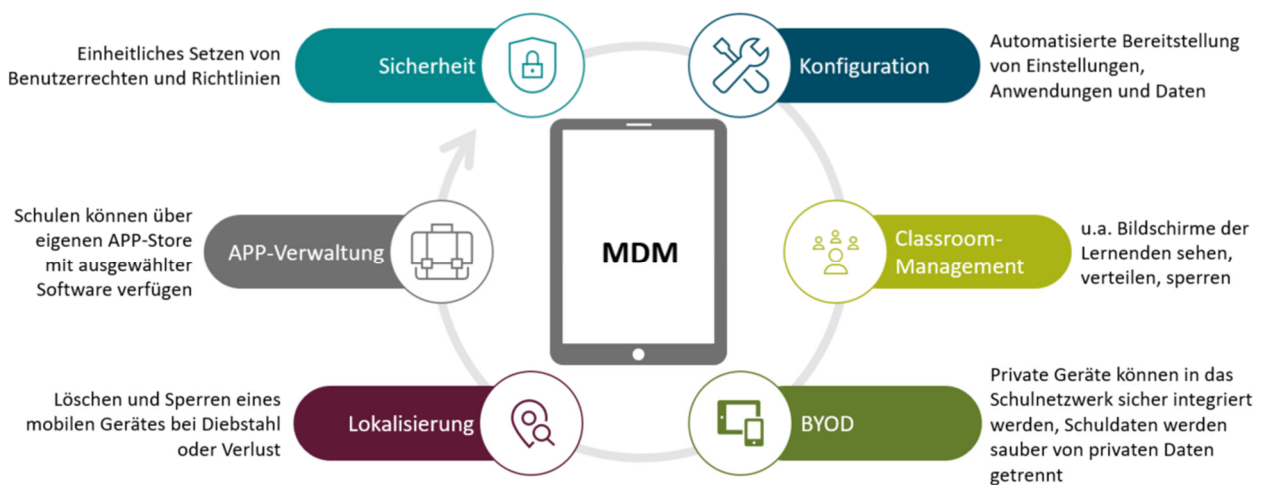 Einheitliches Setzen von
Benutzerrechten und Richtlinien
Sicherheit
Konfiguration
Automatisierte Bereitstellung
von Einstellungen,
Anwendungen und Daten
Schulen können über
eigenen APP-Store
mit ausgewählter
Software verfügen
APP-Verwaltung
MDM
Classroom-
Management
u.a. Bildschirme der
Lernenden sehen,
verteilen, sperren
Löschen und Sperren eines
mobilen Gerätes bei Diebstahl
oder Verlust
Lokalisierung
BYOD
Private Geräte können in das
Schulnetzwerk sicher integriert
werden, Schuldaten werden
sauber von privaten Daten
getrennt